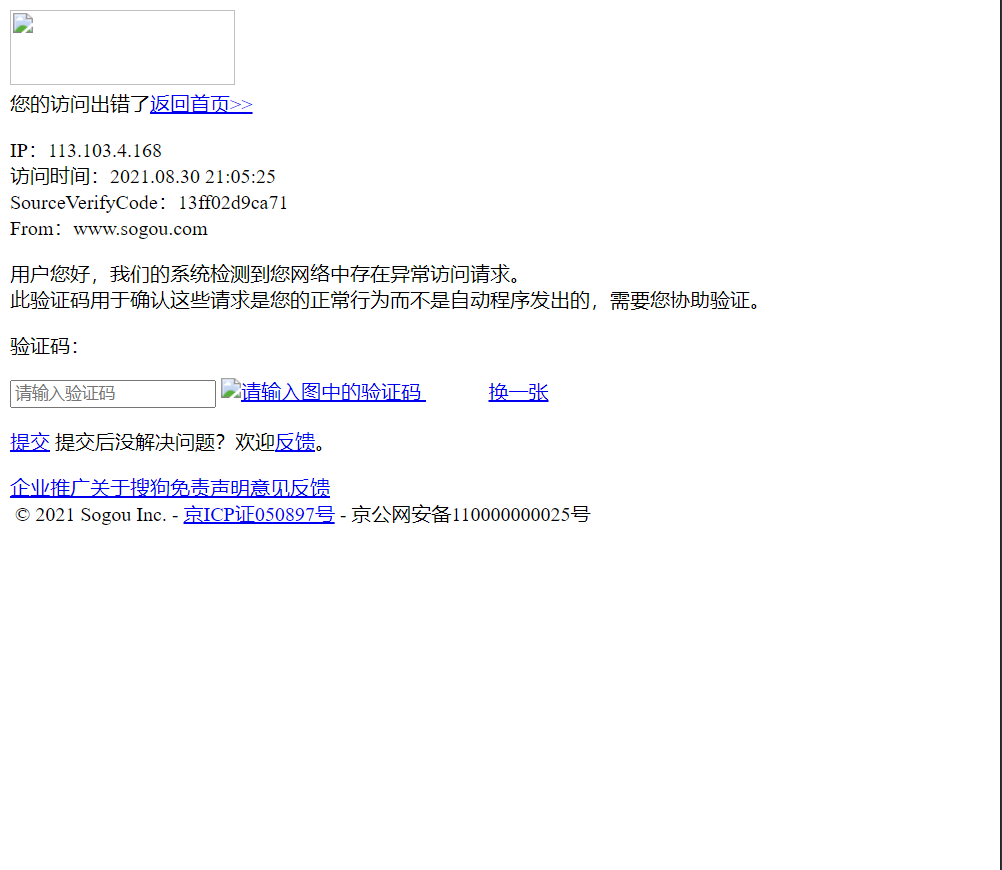 您的访问出错了返回首页>>
IP：113.103.4.168
访问时间：2021.08.30 21:05:25
SourceVerifyCode：13ff02d9ca71
From：www.sogou.com
用户您好，我们的系统检测到您网络中存在异常访问请求。
此验证码用于确认这些请求是您的正常行为而不是自动程序发出的，需要您协助验证。
验证码：
请输入验证码 请输入图中的验证码 换一张
提交 提交后没解决问题？欢迎反馈。
企业推广关于搜狗免责声明意见反馈
© 2021 Sogou Inc. - 京ICP证050897号 - 京公网安备110000000025号